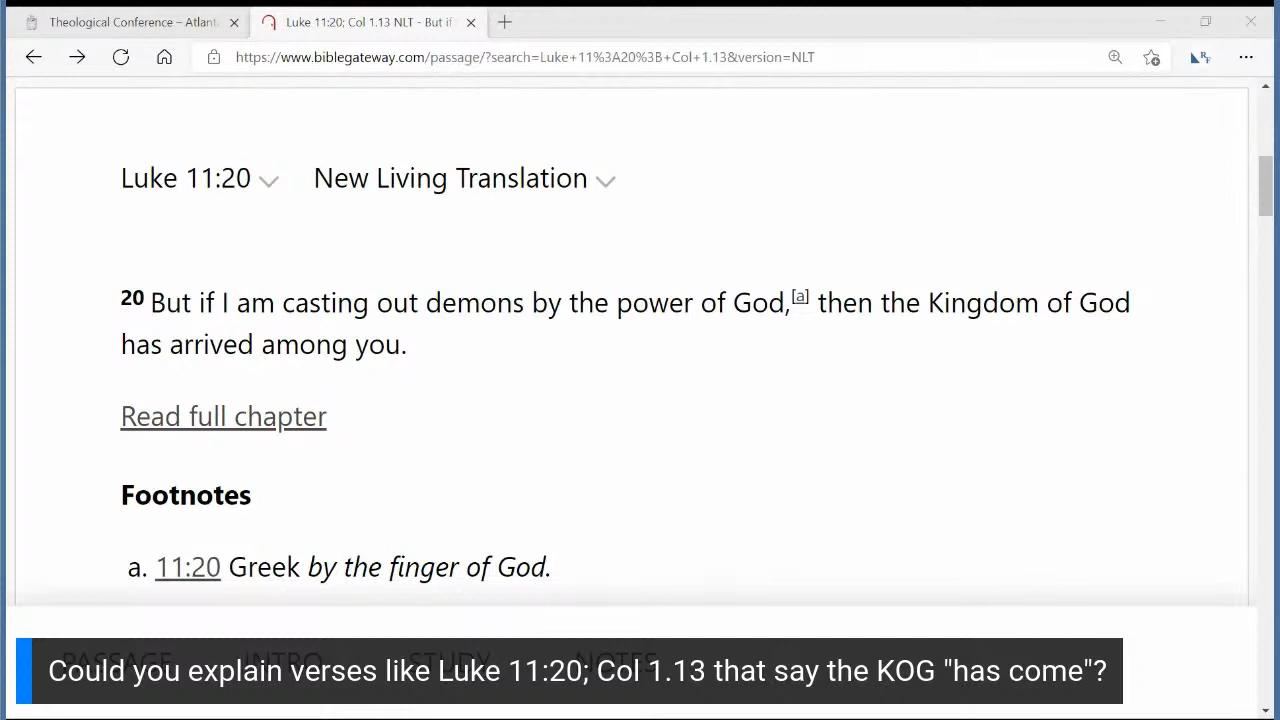 Theological Conference – Atlant
Luke 11:20; Col 1.13 NLT - But if I
https://www.biblegateway.com/passage/?search=Luke+11%3A20%3B+Col+1.13&version=NLT
Luke 11:20 New Living Translation
20 But if I am casting out demons by the power of God,[a] then the Kingdom of God
has arrived among you.
Read full chapter
Footnotes
a. 11:20 Greek by the finger of God.
PASSAGE INTRO STUDY NOTES
Could you explain verses like Luke 11:20; Col 1.13 that say the KOG "has come"?